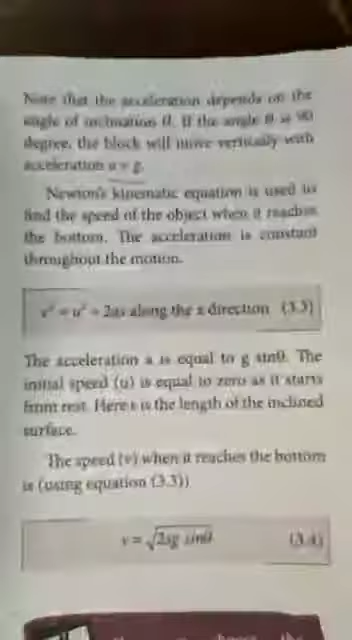 Note that the acceleration depends on the
angle of inclination θ. If the angle θ is 90
degree, the block will move vertically with
acceleration a = g.
Newton's kinematic equation is used to
find the speed of the object when it reaches
the bottom. The acceleration is constant
throughout the motion.
v² = u² + 2as along the x direction (3.3)
The acceleration a is equal to g sinθ. The
initial speed (u) is equal to zero as it starts
from rest. Here s is the length of the inclined
surface.
The speed (v) when it reaches the bottom
is (using equation (3.3))
v = √2sg sinθ (3.4)
the